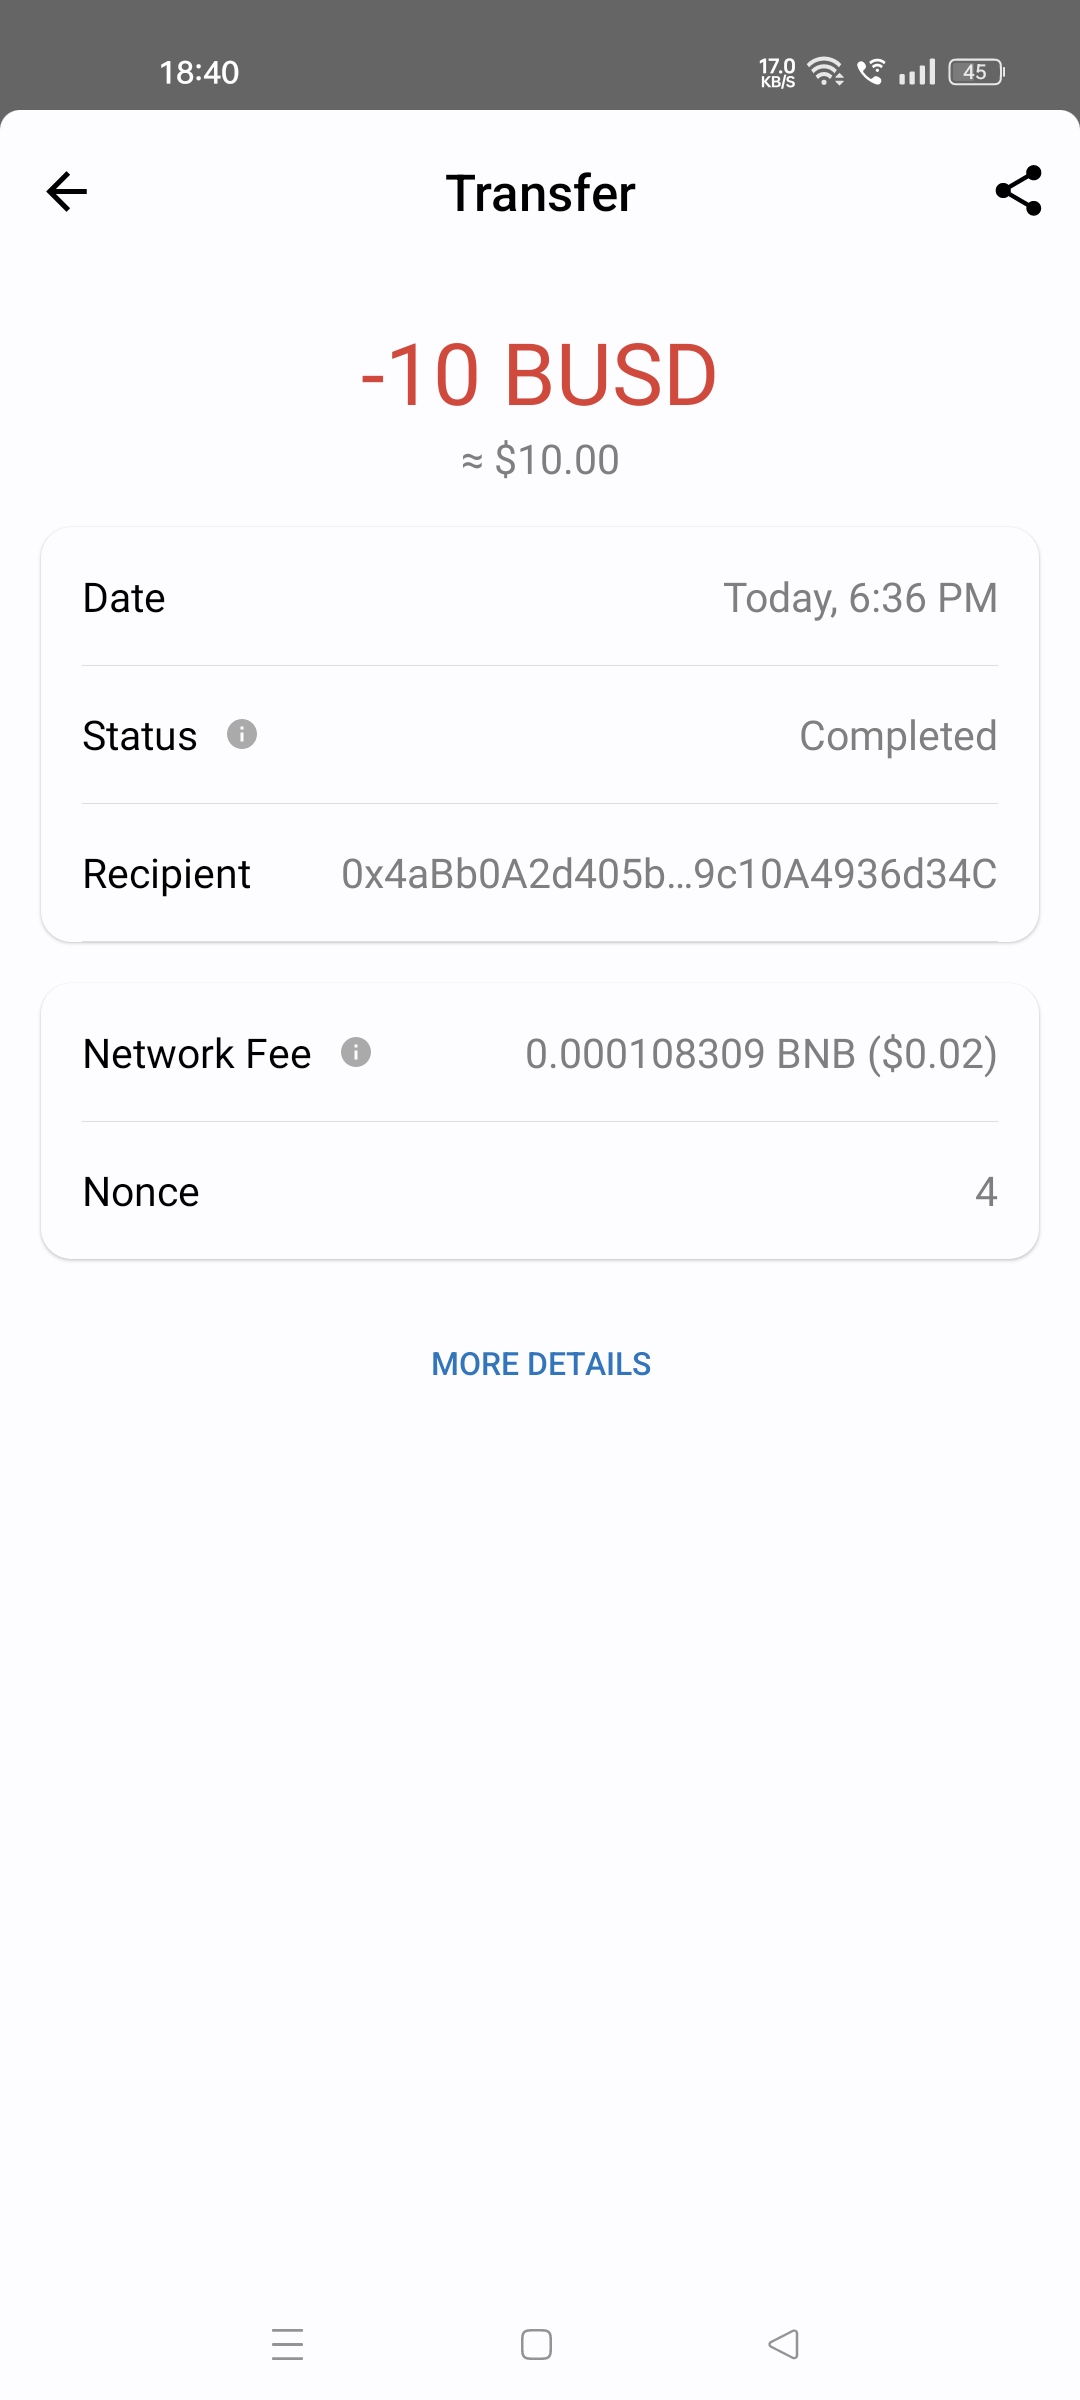 18:40
17.0
KB/S
45
Transfer
-10 BUSD
≈ $10.00
Date Today, 6:36 PM
Status Completed
Recipient 0x4aBb0A2d405b...9c10A4936d34C
Network Fee 0.000108309 BNB ($0.02)
Nonce 4
MORE DETAILS